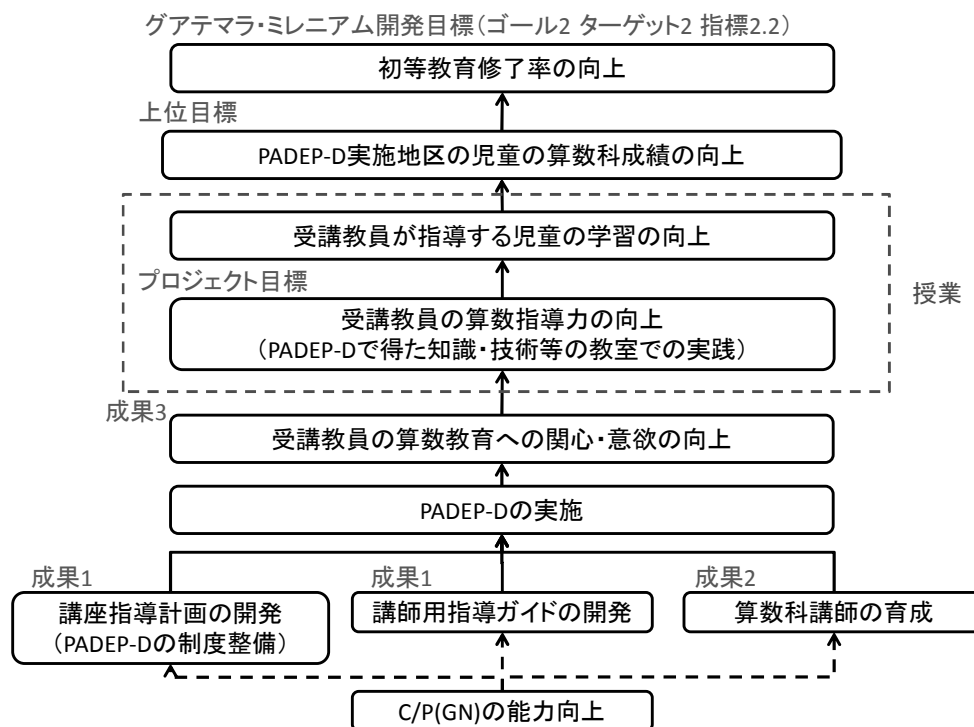 グアテマラ・ミレニアム開発目標(ゴール2 ターゲット2 指標2.2)
初等教育修了率の向上
上位目標
PADEP-D実施地区の児童の算数科成績の向上
受講教員が指導する児童の学習の向上
プロジェクト目標
授業
受講教員の算数指導力の向上
(PADEP-Dで得た知識・技術等の教室での実践)
成果3
受講教員の算数教育への関心・意欲の向上
PADEP-Dの実施
成果1
成果1
成果2
講座指導計画の開発
(PADEP-Dの制度整備)
講師用指導ガイドの開発
算数科講師の育成
C/P(GN)の能力向上